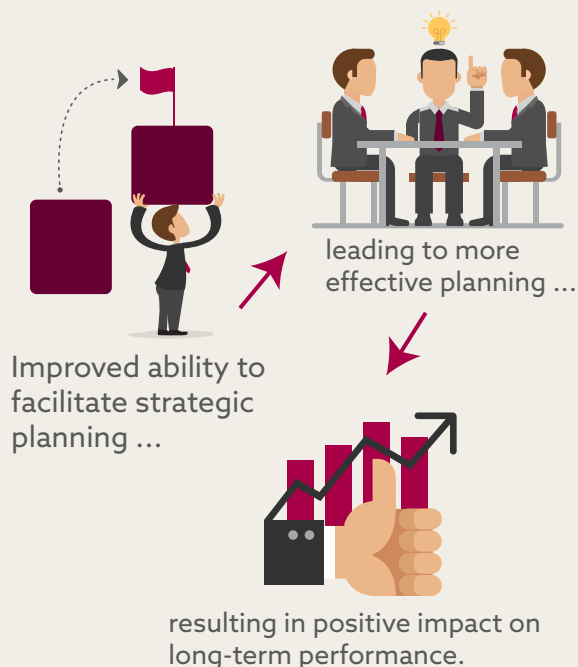 Improved ability to
facilitate strategic
planning ...
leading to more
effective planning ...
resulting in positive impact on
long-term performance.